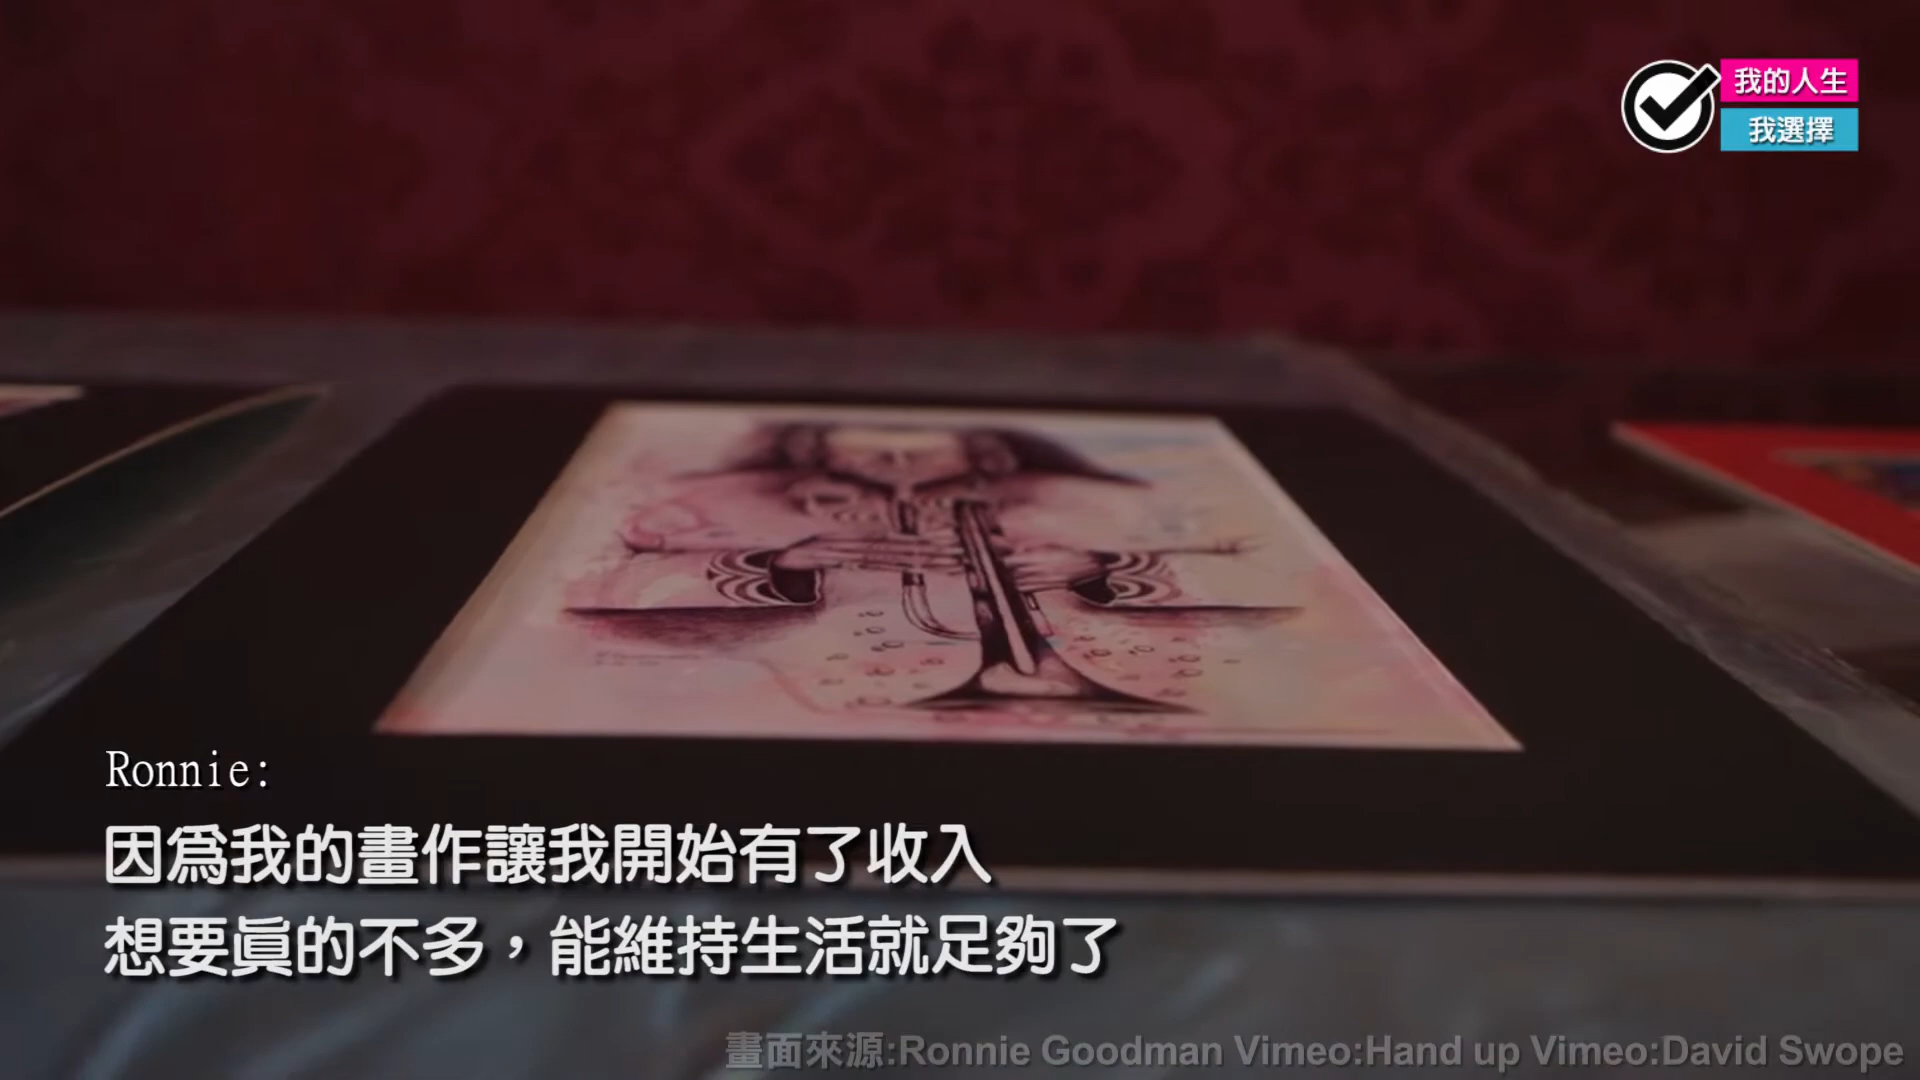 我的人生
我選擇
Ronnie:
因為我的畫作讓我開始有了收入
想要真的不多，能維持生活就足夠了
畫面來源:Ronnie Goodman Vimeo:Hand up Vimeo:David Swope